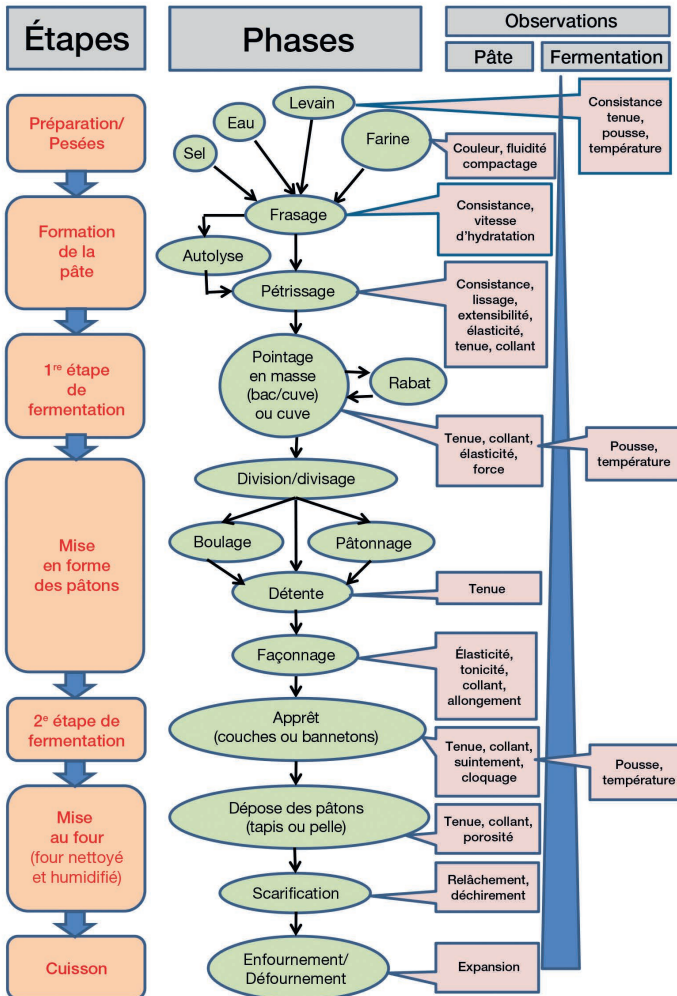 Étapes
Phases
Observations
Pâte
Fermentation
Préparation/
Pesées
Sel
Eau
Levain
Farine
Consistance
tenue,
pousse,
température
Couleur, fluidité
compactage
Formation
de la
pâte
Frasage
Consistance,
vitesse
d'hydratation
Autolyse
Pétrissage
Consistance,
lissage,
extensibilité,
élasticité,
tenue, collant
1re étape
de
fermentation
Pointage
en masse
(bac/cuve)
ou cuve
Rabat
Tenue, collant,
élasticité,
force
Pousse,
température
Mise
en forme
des pâtons
Division/divisage
Boulage
Pâtonnage
Détente
Tenue
Façonnage
Élasticité,
tonicité,
collant,
allongement
2e étape de
fermentation
Apprêt
(couches ou bannetons)
Tenue, collant,
suintement,
cloquage
Pousse,
température
Mise
au four
(four nettoyé
et humidifié)
Dépose des pâtons
(tapis ou pelle)
Tenue, collant,
porosité
Scarification
Relâchement,
déchirement
Cuisson
Enfournement/
Défournement
Expansion